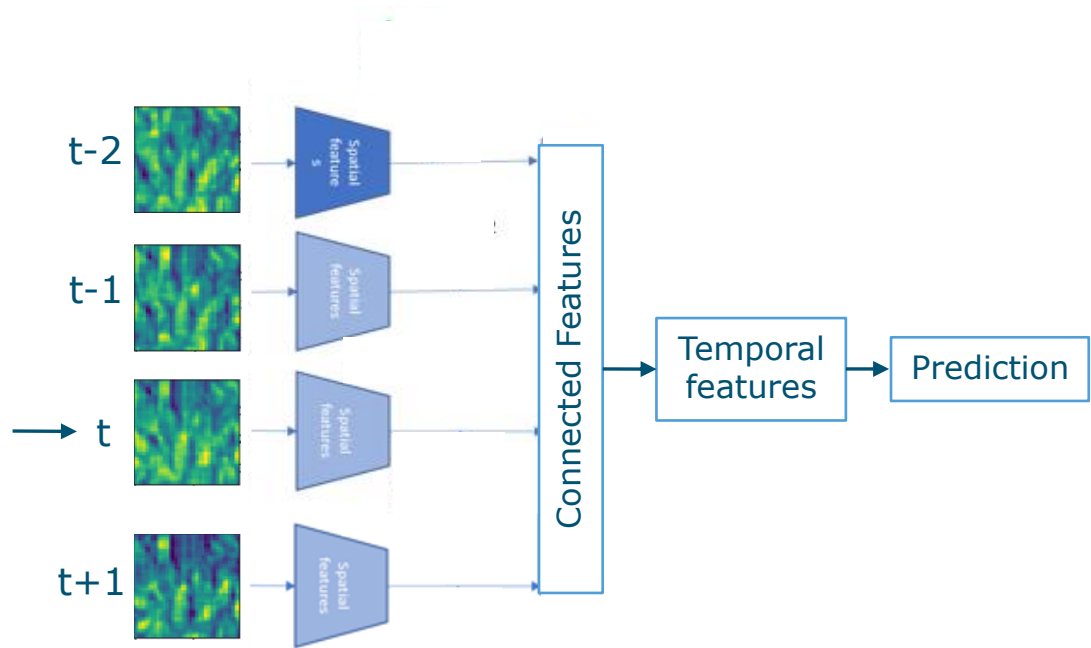 t-2
Spatial
feature
s
t-1
Spatial
features
t
Spatial
features
t+1
Spatial
features
Connected Features
Temporal
features
Prediction